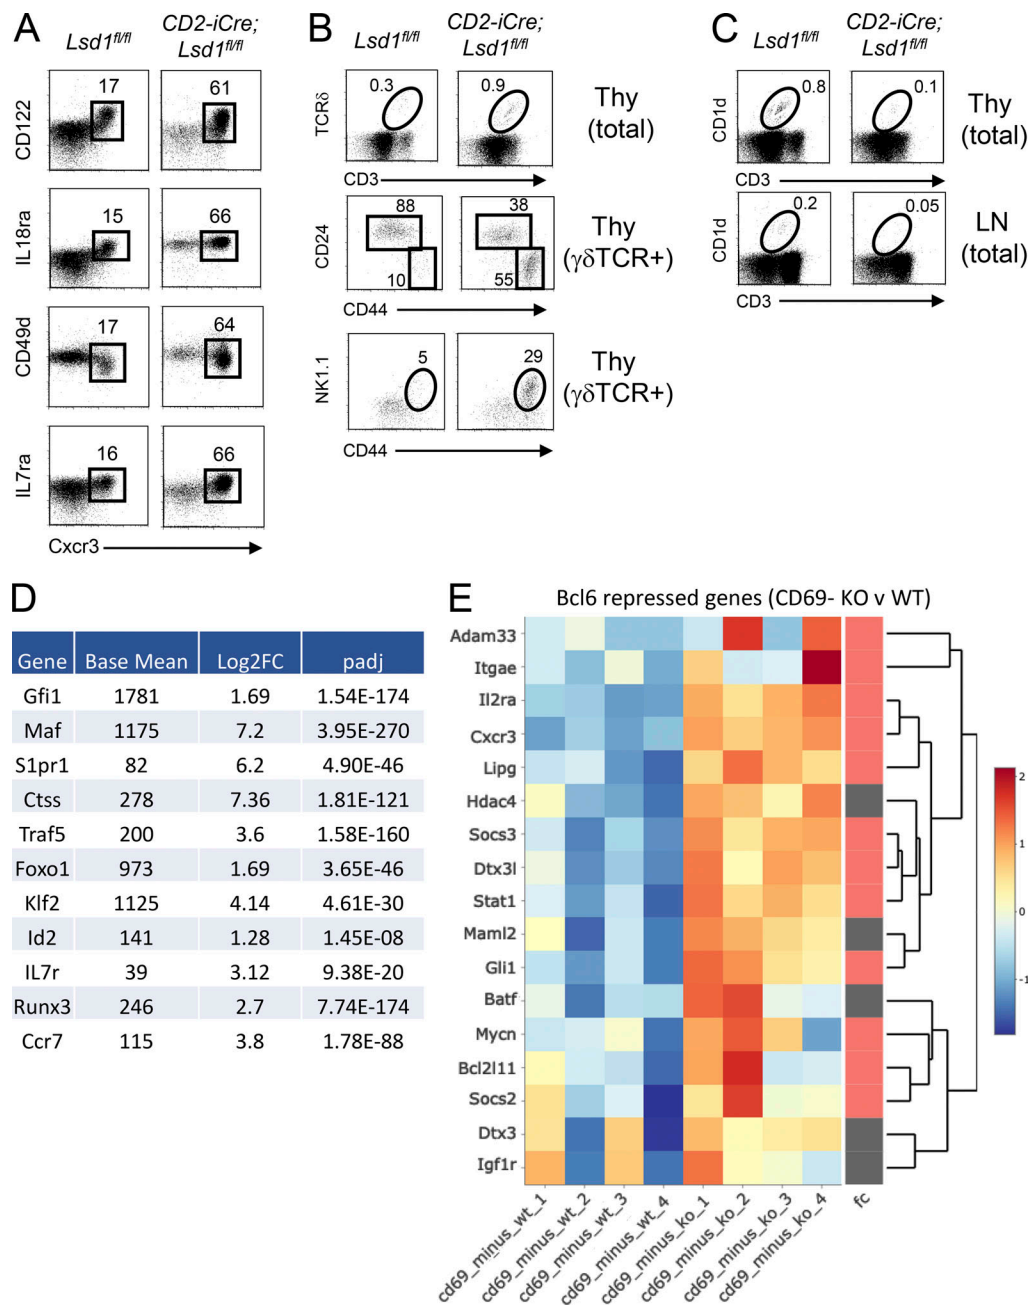 A
Lsd1fl/fl
CD2-iCre;
Lsd1fl/fl
CD122
17
61
IL18ra
15
66
CD49d
17
64
IL7ra
16
66
Cxcr3
B
Lsd1fl/fl
CD2-iCre;
Lsd1fl/fl
TCRδ
0.3
0.9
Thy
(total)
CD3
CD24
88
38
10
55
Thy
(γδTCR+)
CD44
NK1.1
5
29
Thy
(γδTCR+)
CD44
C
Lsd1fl/fl
CD2-iCre;
Lsd1fl/fl
CD1d
0.8
0.1
Thy
(total)
CD3
CD1d
0.2
0.05
LN
(total)
CD3
D
Gene Base Mean Log2FC padj
Gfi1 1781 1.69 1.54E-174
Maf 1175 7.2 3.95E-270
S1pr1 82 6.2 4.90E-46
Ctss 278 7.36 1.81E-121
Traf5 200 3.6 1.58E-160
Foxo1 973 1.69 3.65E-46
Klf2 1125 4.14 4.61E-30
Id2 141 1.28 1.45E-08
IL7r 39 3.12 9.38E-20
Runx3 246 2.7 7.74E-174
Ccr7 115 3.8 1.78E-88
E
Bcl6 repressed genes (CD69- KO v WT)
Adam33
Itgae
Il2ra
Cxcr3
Lipg
Hdac4
Socs3
Dtx3l
Stat1
Maml2
Gli1
Batf
Mycn
Bcl2l11
Socs2
Dtx3
Igf1r
cd69_minus_wt_1
cd69_minus_wt_2
cd69_minus_wt_3
cd69_minus_wt_4
cd69_minus_ko_1
cd69_minus_ko_2
cd69_minus_ko_3
cd69_minus_ko_4
fc
2
1
0
-1